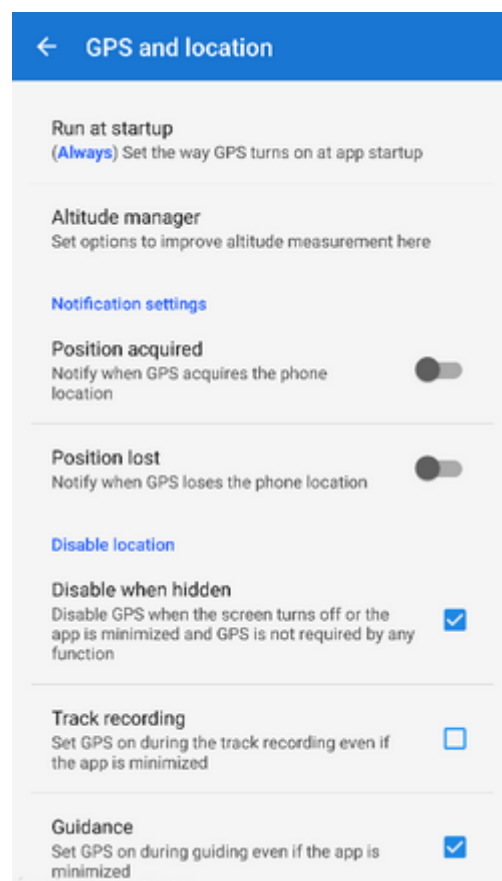 GPS and location
Run at startup
(Always) Set the way GPS turns on at app startup
Altitude manager
Set options to improve altitude measurement here
Notification settings
Position acquired
Notify when GPS acquires the phone
location
Position lost
Notify when GPS loses the phone location
Disable location
Disable when hidden
Disable GPS when the screen turns off or the
app is minimized and GPS is not required by any
function
Track recording
Set GPS on during the track recording even if
the app is minimized
Guidance
Set GPS on during guiding even if the app is
minimized